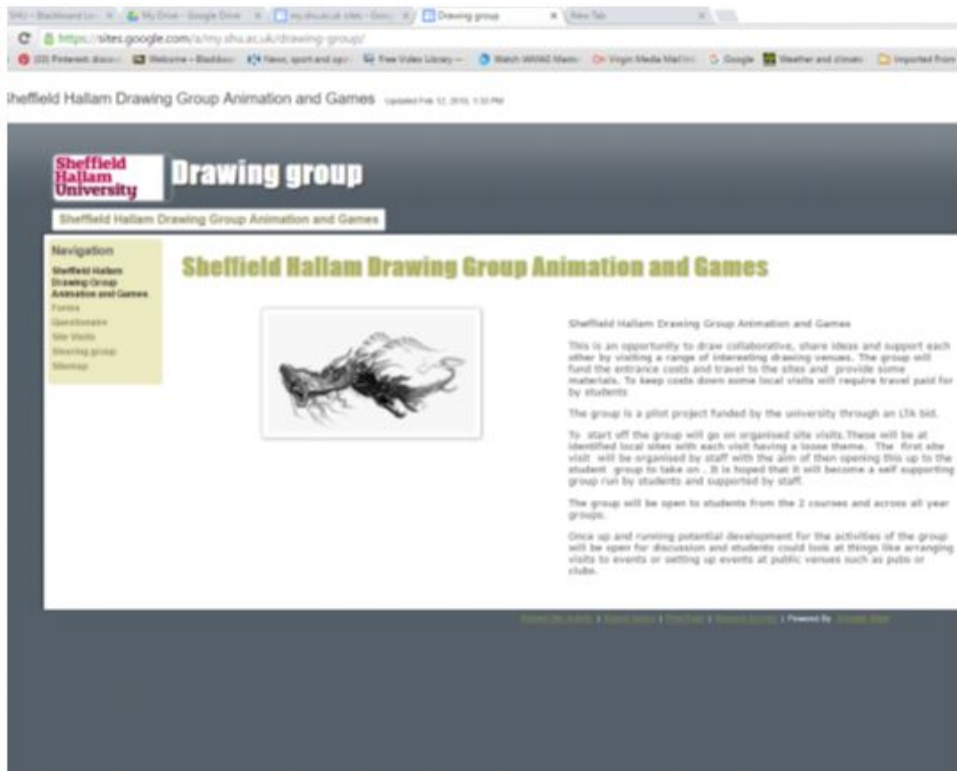 My Drive - Google Drive
Drawing group
New Tab
https://sites.google.com/a/my.shu.ac.uk/drawing-group/
Google
Weather and climate
Imported From
Sheffield Hallam Drawing Group Animation and Games
Sheffield
Hallam
University
Drawing group
Sheffield Hallam Drawing Group Animation and Games
Navigation
Sheffield Hallam
Drawing Group
Animation and Games
Forms
Questionaire
Site Visits
Steering group
Sitemap
Sheffield Hallam Drawing Group Animation and Games
Sheffield Hallam Drawing Group Animation and Games
This is an opportunity to draw collaborative, share ideas and support each
other by visiting a range of interesting drawing venues. The group will
fund the entrance costs and travel to the sites and provide some
materials. To keep costs down some local visits will require travel paid for
by students
The group is a pilot project funded by the university through an LTA bid.
To start off the group will go on organised site visits.These will be at
identified local sites with each visit having a loose theme. The first site
visit will be organised by staff with the aim of then opening this up to the
student group to take on . It is hoped that it will become a self supporting
group run by students and supported by staff.
The group will be open to students from the 2 courses and across all year
groups.
Once up and running potential development for the activities of the group
will be open for discussion and students could look at things like arranging
visits to events or setting up events at public venues such as pubs or
clubs.
Powered By